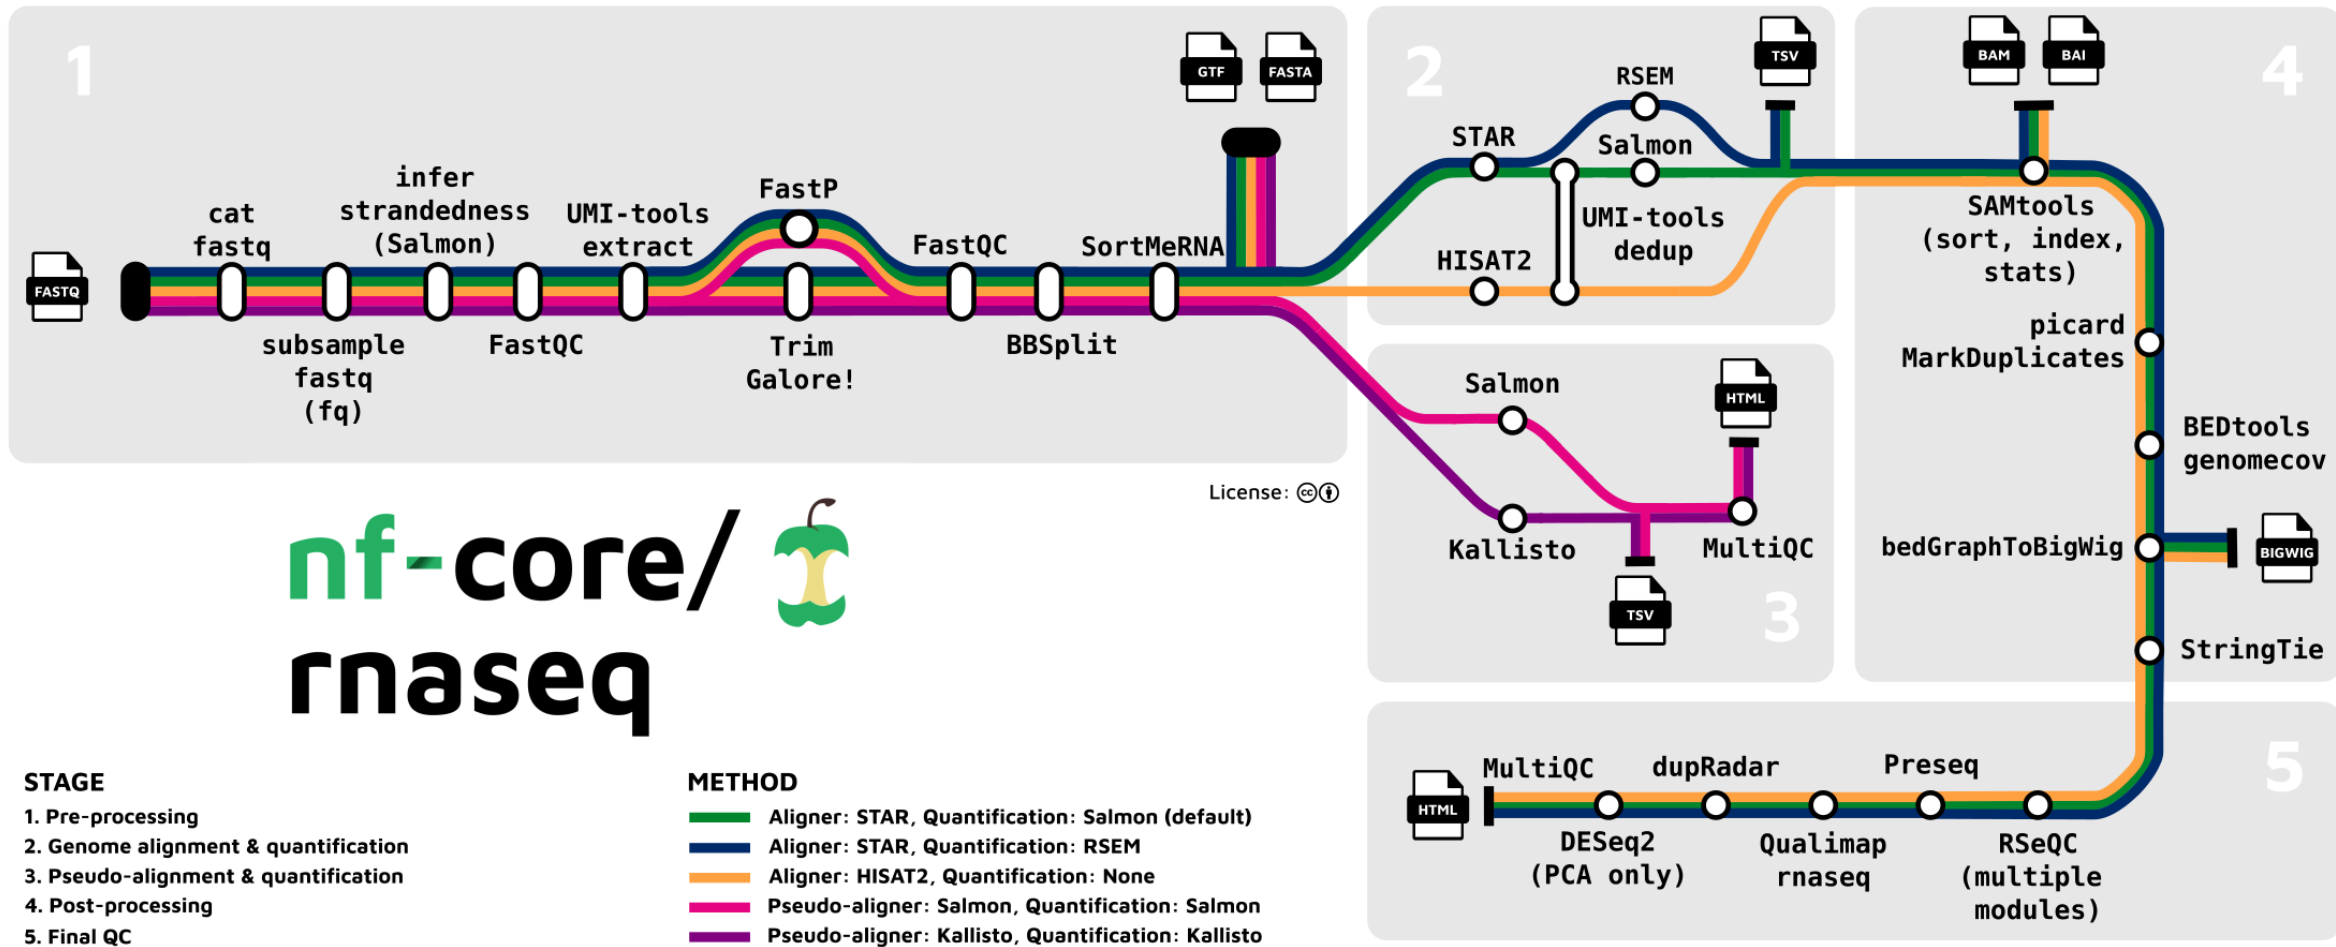 1
FASTQ
cat
fastq
subsample
fastq
(fq)
infer
strandedness
(Salmon)
FastQC
UMI-tools
extract
FastP
Trim
Galore!
FastQC
BBSplit
SortMeRNA
GTF
FASTA
2
STAR
HISAT2
RSEM
Salmon
UMI-tools
dedup
TSV
Salmon
Kallisto
HTML
MultiQC
TSV
3
4
BAM
BAI
SAMtools
(sort, index,
stats)
picard
MarkDuplicates
BEDtools
genomecov
bedGraphToBigWig
BIGWIG
StringTie
5
HTML
MultiQC
DESeq2
(PCA only)
dupRadar
Qualimap
rnaseq
Preseq
RSeQC
(multiple
modules)
License: cc
nf-core/
rnaseq
STAGE
1. Pre-processing
2. Genome alignment & quantification
3. Pseudo-alignment & quantification
4. Post-processing
5. Final QC
METHOD
Aligner: STAR, Quantification: Salmon (default)
Aligner: STAR, Quantification: RSEM
Aligner: HISAT2, Quantification: None
Pseudo-aligner: Salmon, Quantification: Salmon
Pseudo-aligner: Kallisto, Quantification: Kallisto